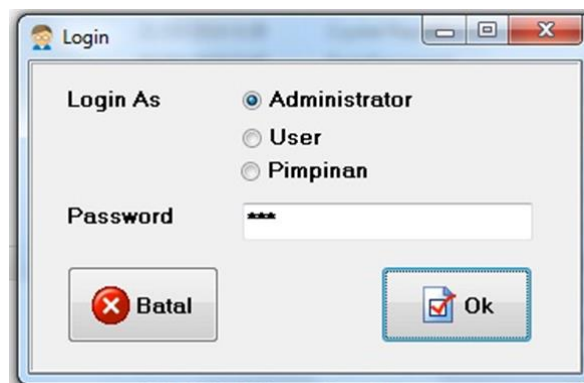 Login
Login As
Administrator
User
Pimpinan
Password ***
Batal
Ok